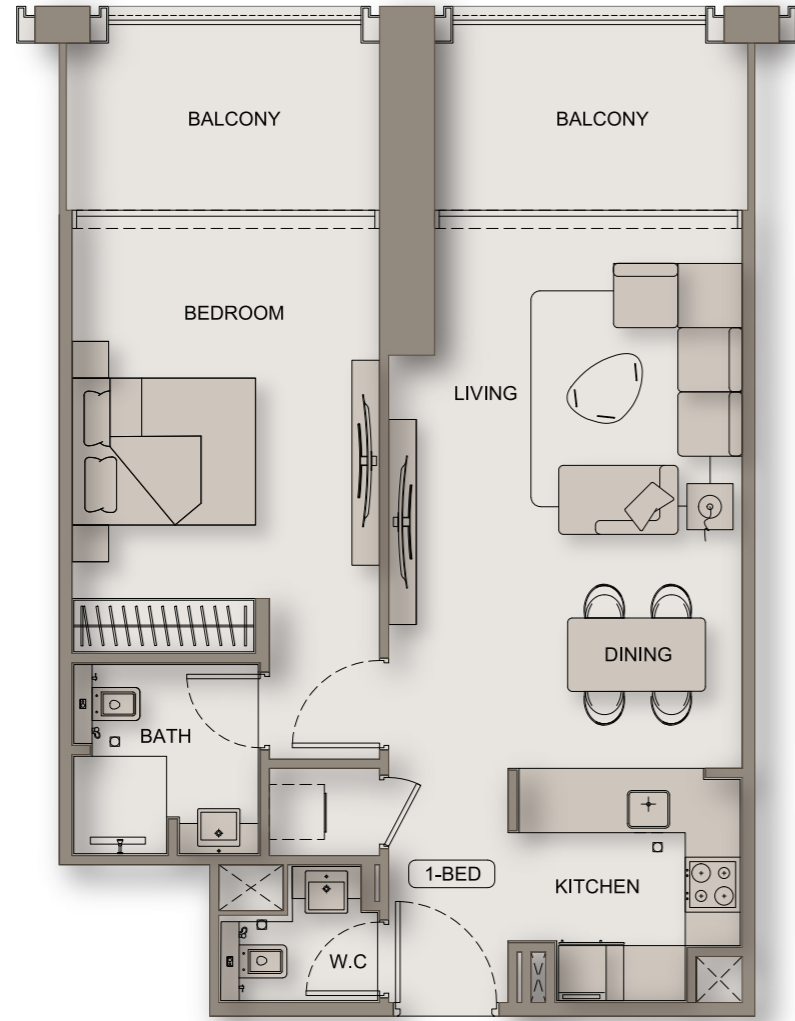 BALCONY
BALCONY
BEDROOM
LIVING
DINING
BATH
1-BED
KITCHEN
W.C